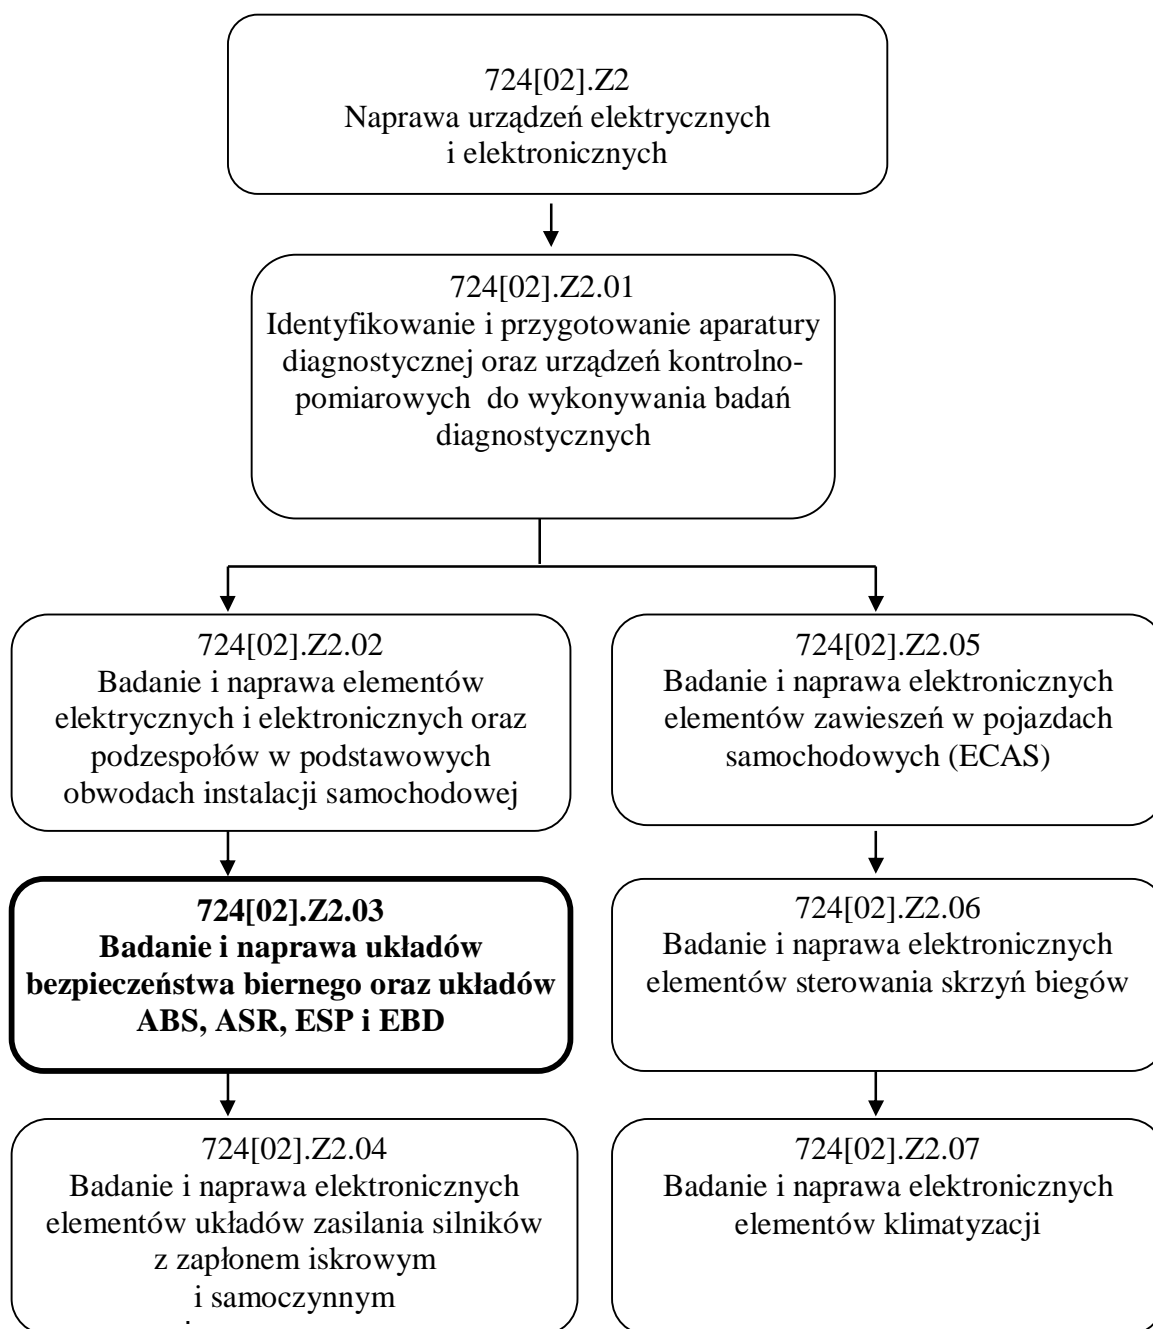 724[02].Z2
Naprawa urządzeń elektrycznych
i elektronicznych
724[02].Z2.01
Identyfikowanie i przygotowanie aparatury
diagnostycznej oraz urządzeń kontrolno-
pomiarowych do wykonywania badań
diagnostycznych
724[02].Z2.02
Badanie i naprawa elementów
elektrycznych i elektronicznych oraz
podzespołów w podstawowych
obwodach instalacji samochodowej
724[02].Z2.05
Badanie i naprawa elektronicznych
elementów zawieszeń w pojazdach
samochodowych (ECAS)
724[02].Z2.03
Badanie i naprawa układów
bezpieczeństwa biernego oraz układów
ABS, ASR, ESP i EBD
724[02].Z2.06
Badanie i naprawa elektronicznych
elementów sterowania skrzyń biegów
724[02].Z2.04
Badanie i naprawa elektronicznych
elementów układów zasilania silników
z zapłonem iskrowym
i samoczynnym
724[02].Z2.07
Badanie i naprawa elektronicznych
elementów klimatyzacji